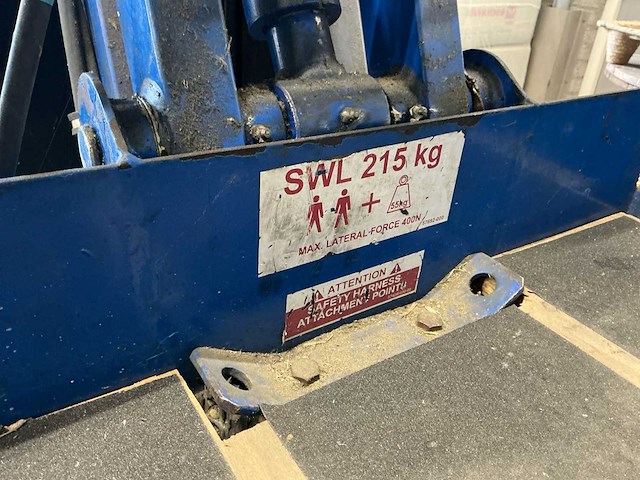 SWL 215 kg
+ 55kg
MAX. LATERAL-FORCE 400N
ATTENTION
SAFETY HARNESS
ATTACHMENT POINT